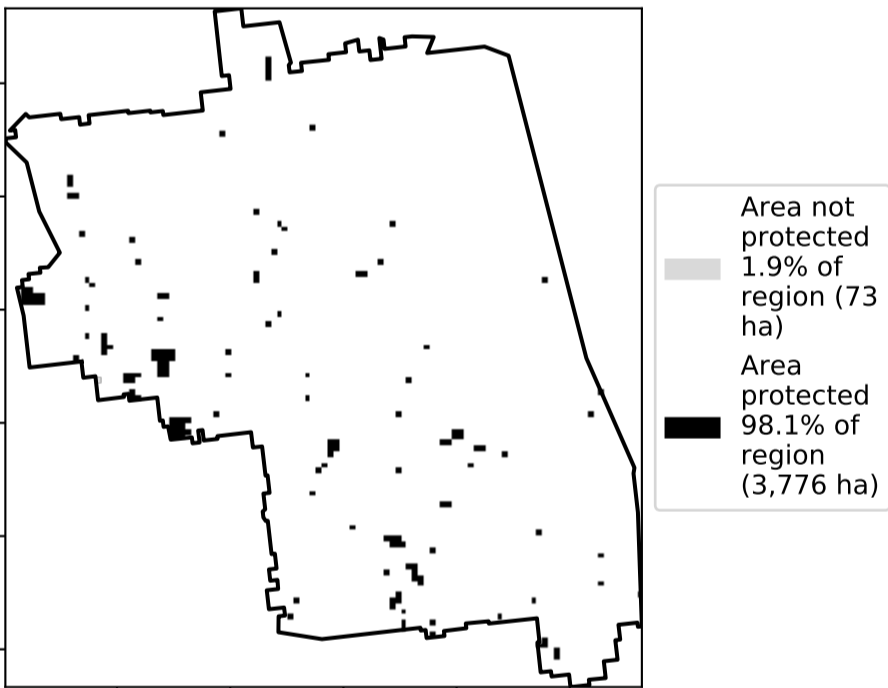 Area not
protected
1.9% of
region (73
ha)
Area
protected
98.1% of
region
(3,776 ha)